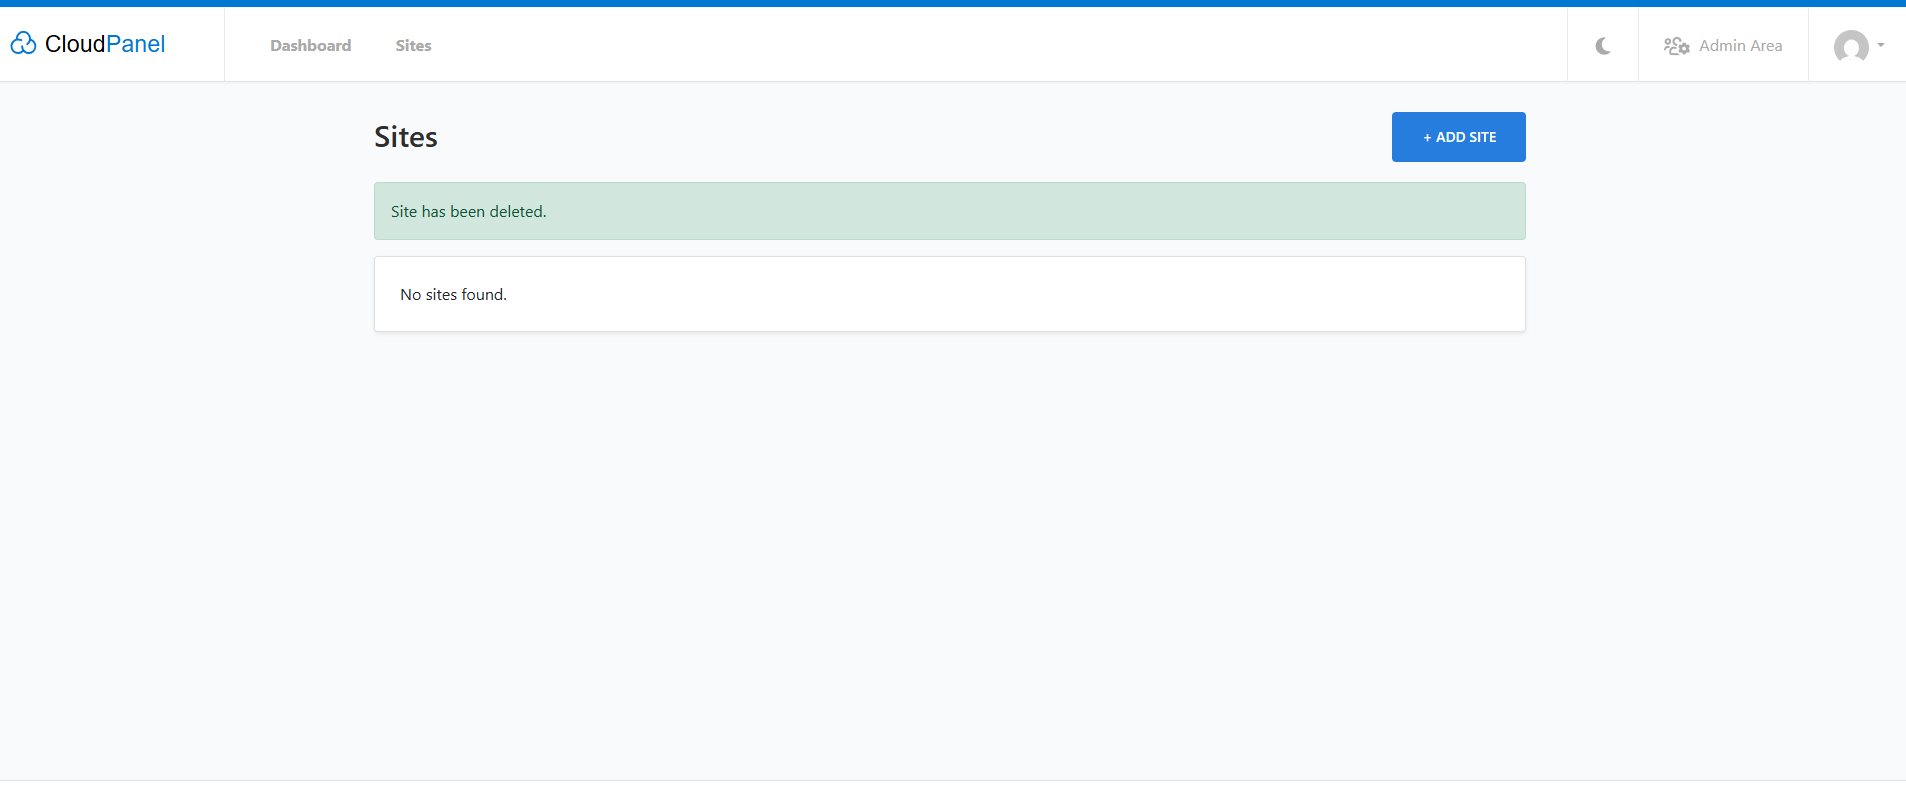 CloudPanel
Dashboard
Sites
Admin Area
Sites
+ ADD SITE
Site has been deleted.
No sites found.